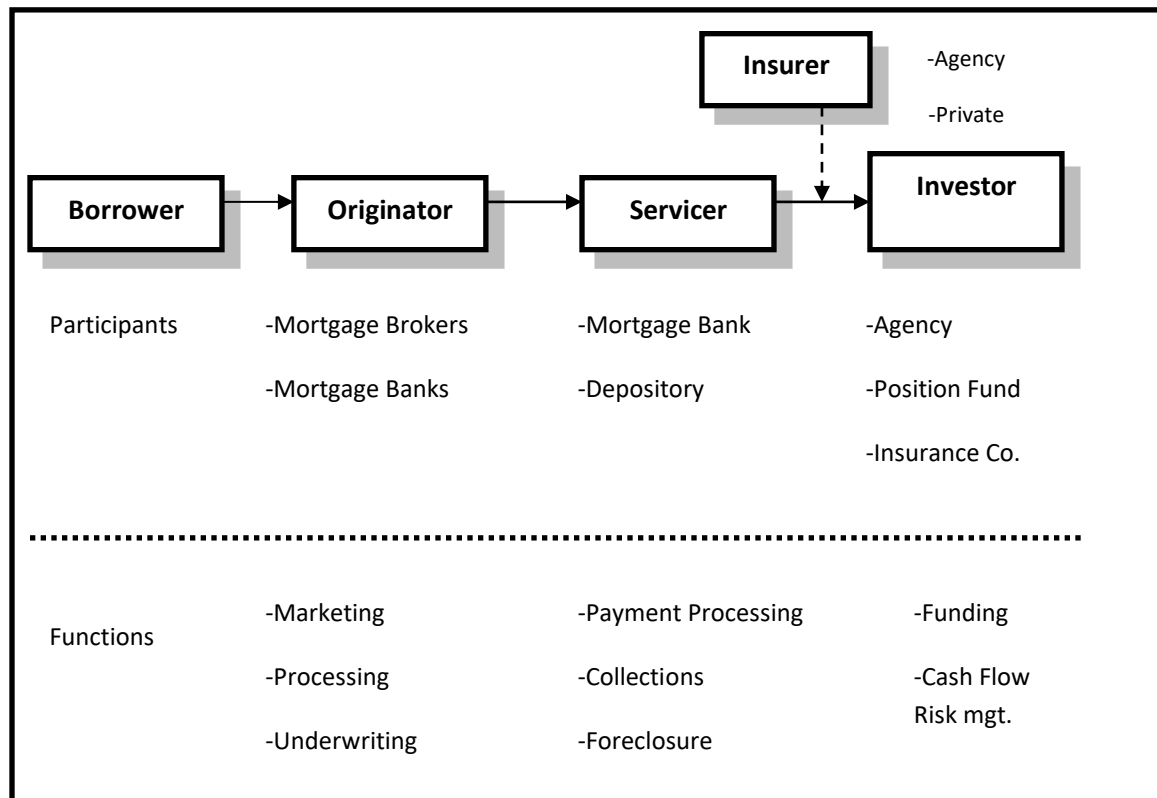 Insurer
-Agency
-Private
Borrower
Originator
Servicer
Investor
Participants
-Mortgage Brokers
-Mortgage Bank
-Agency
-Mortgage Banks
-Depository
-Position Fund
-Insurance Co.
Functions
-Marketing
-Payment Processing
-Funding
-Processing
-Collections
-Cash Flow
Risk mgt.
-Underwriting
-Foreclosure